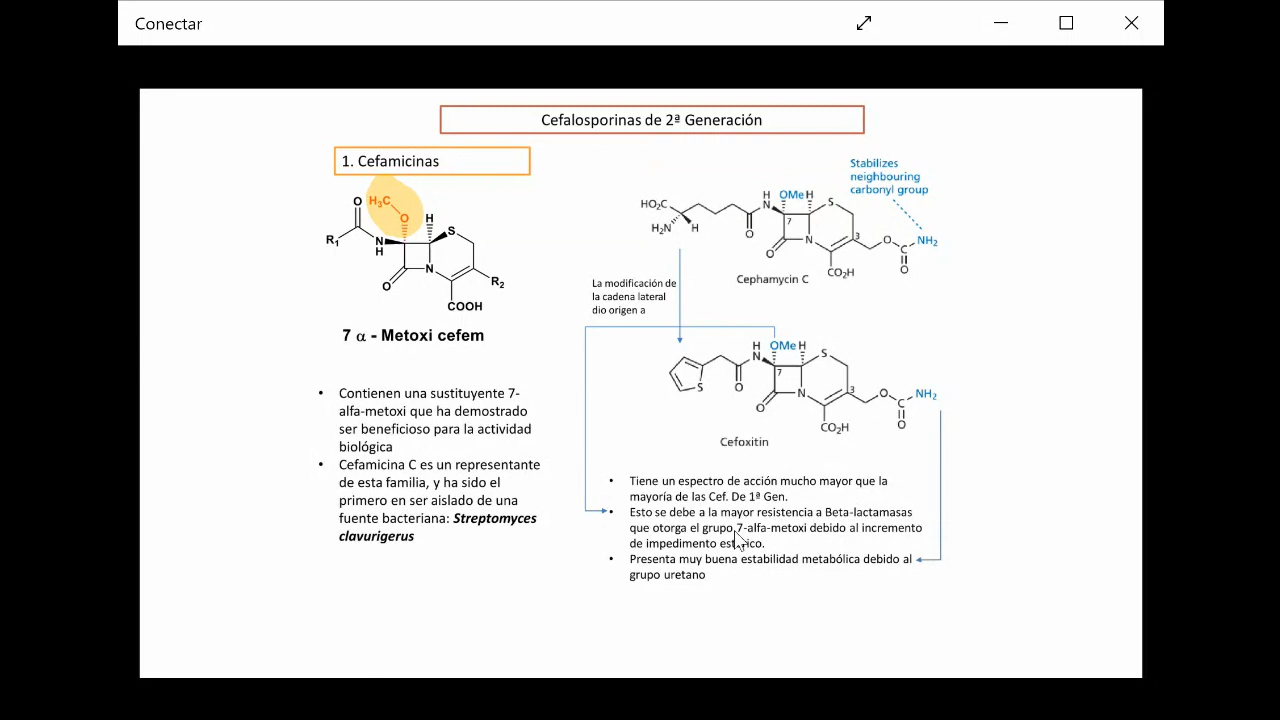 Conectar
Cefalosporinas de 2ª Generación
1. Cefamicinas
H₃C
O
O
H
S
R₁
N
H
O
N
R₂
COOH
7 α - Metoxi cefem
Contienen una sustituyente 7-
alfa-metoxi que ha demostrado
ser beneficioso para la actividad
biológica
Cefamicina C es un representante
de esta familia, y ha sido el
primero en ser aislado de una
fuente bacteriana: Streptomyces
clavurigerus
Stabilizes
neighbouring
carbonyl group
HO₂C
H₂N
H
O
H
N
OMe
H
S
7
O
N
3
O
C
O
NH₂
CO₂H
Cephamycin C
La modificación de
la cadena lateral
dio origen a
S
O
H
N
OMe
H
S
7
O
N
3
O
C
O
NH₂
CO₂H
Cefoxitin
Tiene un espectro de acción mucho mayor que la
mayoría de las Cef. De 1ª Gen.
Esto se debe a la mayor resistencia a Beta-lactamasas
que otorga el grupo 7-alfa-metoxi debido al incremento
de impedimento estérico.
Presenta muy buena estabilidad metabólica debido al
grupo uretano